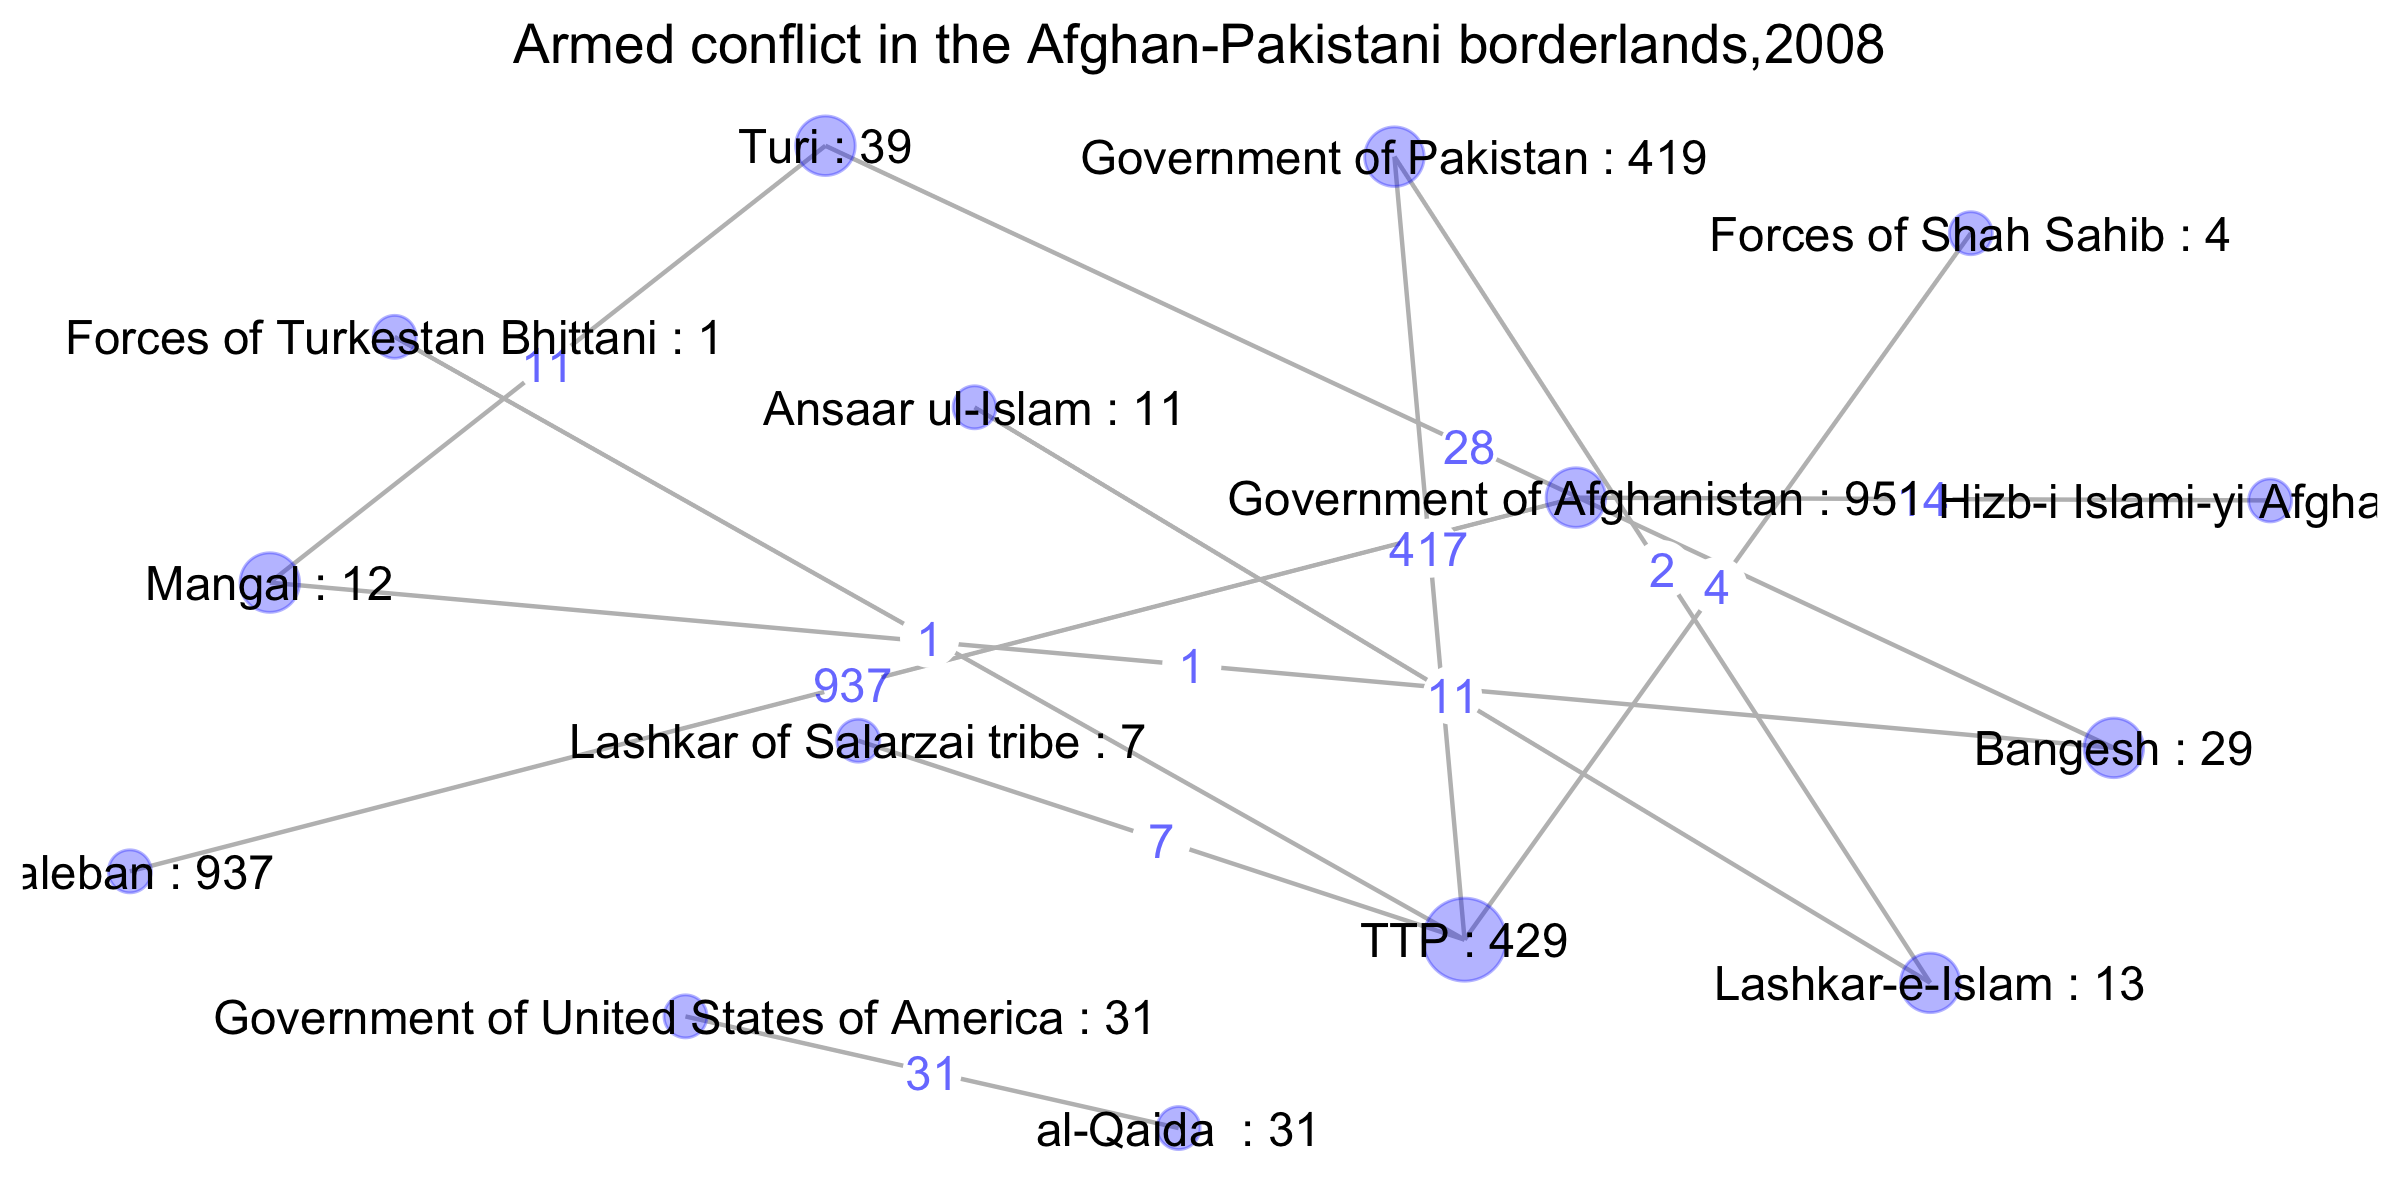 Armed conflict in the Afghan-Pakistani borderlands,2008
Turi : 39
Government of Pakistan : 419
Forces of Shah Sahib : 4
Forces of Turkestan Bhittani : 1
11
Ansaar ul-Islam : 11
28
Government of Afghanistan : 951
14
Hizb-i Islami-yi Afgha
417
2
4
Mangal : 12
1
1
937
11
Lashkar of Salarzai tribe : 7
Bangesh : 29
7
aleban : 937
TTP : 429
Lashkar-e-Islam : 13
Government of United States of America : 31
31
al-Qaida : 31